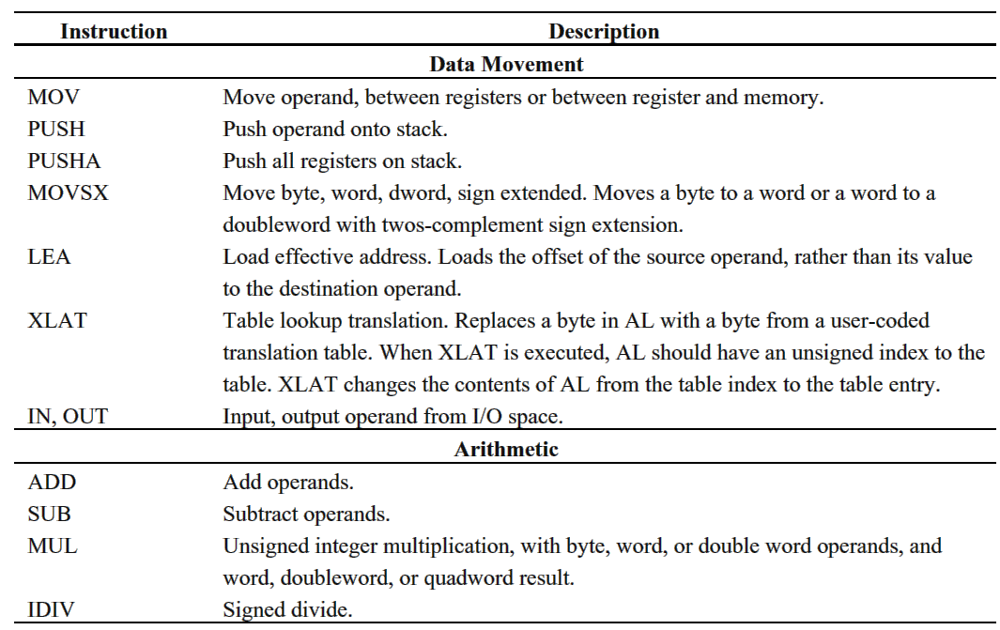 Instruction Description
Data Movement
MOV Move operand, between registers or between register and memory.
PUSH Push operand onto stack.
PUSHA Push all registers on stack.
MOVSX Move byte, word, dword, sign extended. Moves a byte to a word or a word to a
doubleword with twos-complement sign extension.
LEA Load effective address. Loads the offset of the source operand, rather than its value
to the destination operand.
XLAT Table lookup translation. Replaces a byte in AL with a byte from a user-coded
translation table. When XLAT is executed, AL should have an unsigned index to the
table. XLAT changes the contents of AL from the table index to the table entry.
IN, OUT Input, output operand from I/O space.
Arithmetic
ADD Add operands.
SUB Subtract operands.
MUL Unsigned integer multiplication, with byte, word, or double word operands, and
word, doubleword, or quadword result.
IDIV Signed divide.